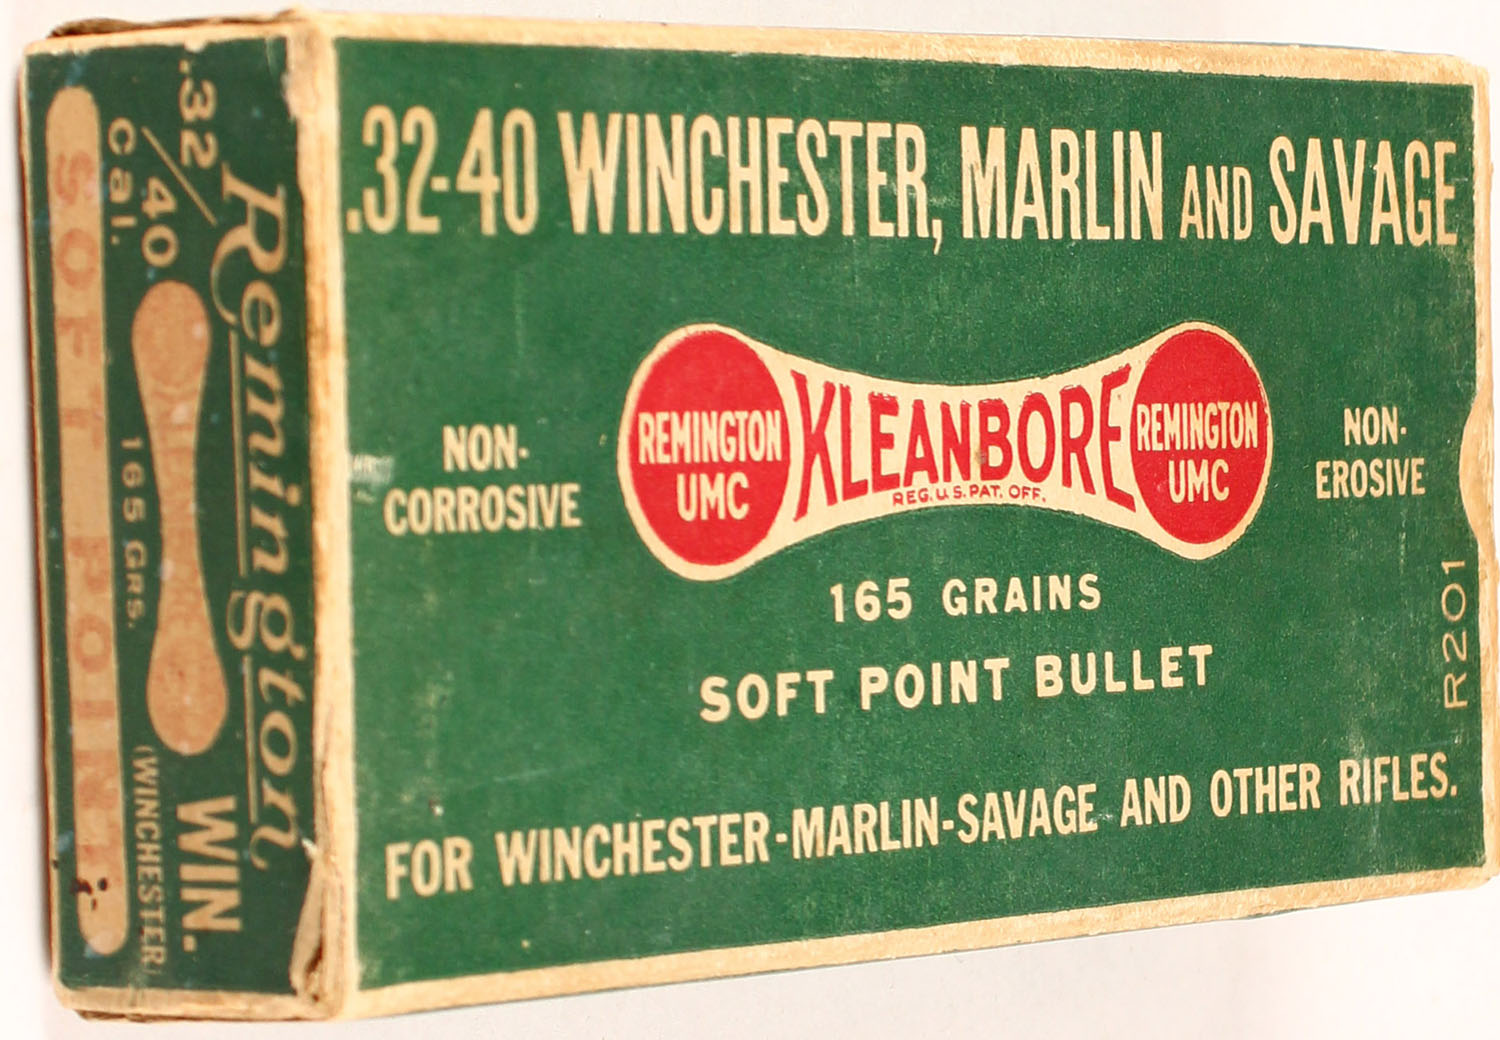 .32-40 WINCHESTER, MARLIN AND SAVAGE
NON-
CORROSIVE
REMINGTON
UMC
KLEANBORE
REG. U.S. PAT. OFF.
REMINGTON
UMC
NON-
EROSIVE
165 GRAINS
SOFT POINT BULLET
R201
FOR WINCHESTER-MARLIN-SAVAGE AND OTHER RIFLES.
Remington
.32/40
Cal.
WIN.
(WINCHESTER)
165 GRS.
SOFT POINT